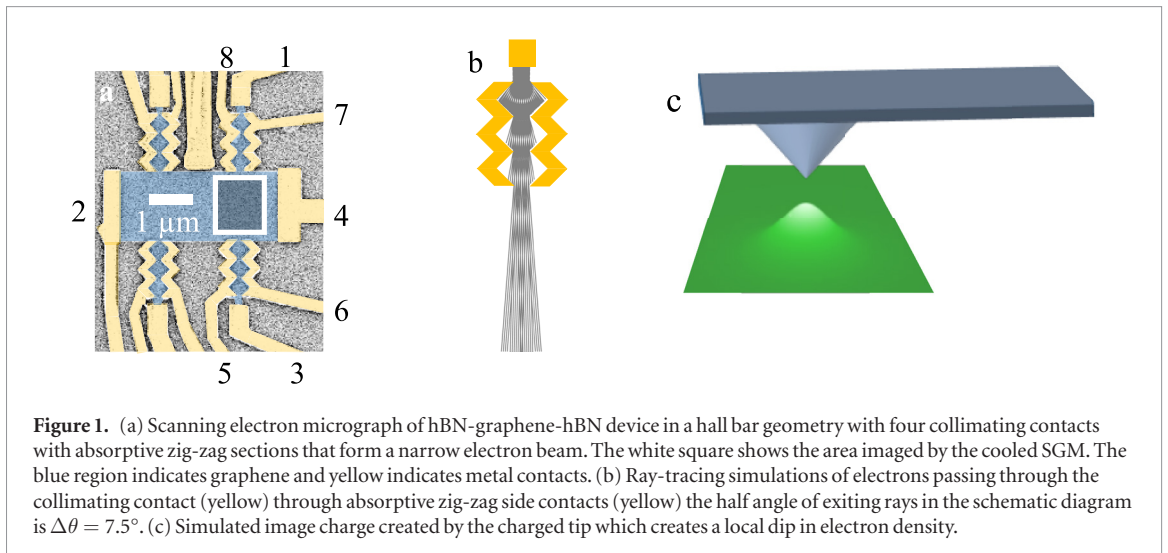 a
8 1
7
2
1 µm
4
6
5 3
b
c
Figure 1. (a) Scanning electron micrograph of hBN-graphene-hBN device in a hall bar geometry with four collimating contacts
with absorptive zig-zag sections that form a narrow electron beam. The white square shows the area imaged by the cooled SGM. The
blue region indicates graphene and yellow indicates metal contacts. (b) Ray-tracing simulations of electrons passing through the
collimating contact (yellow) through absorptive zig-zag side contacts (yellow) the half angle of exiting rays in the schematic diagram
is Δθ = 7.5°. (c) Simulated image charge created by the charged tip which creates a local dip in electron density.